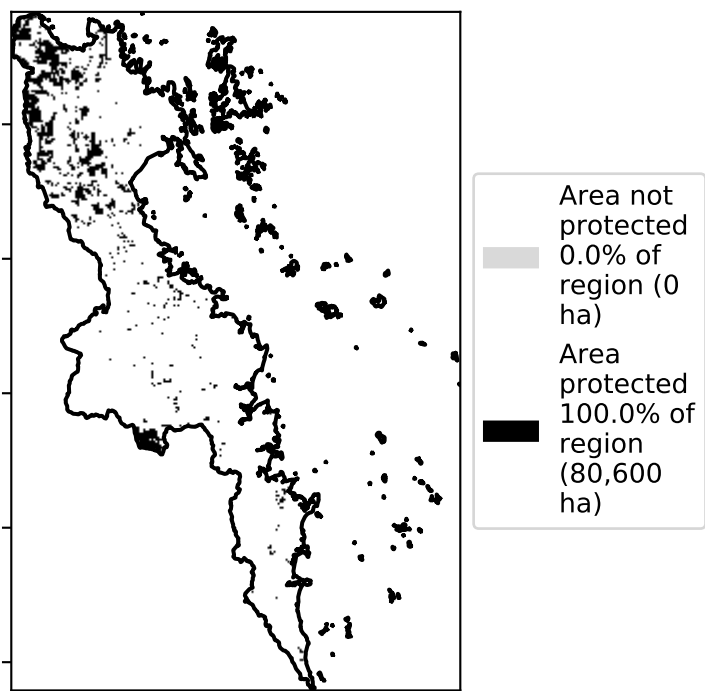 Area not
protected
0.0% of
region (0
ha)
Area
protected
100.0% of
region
(80,600
ha)